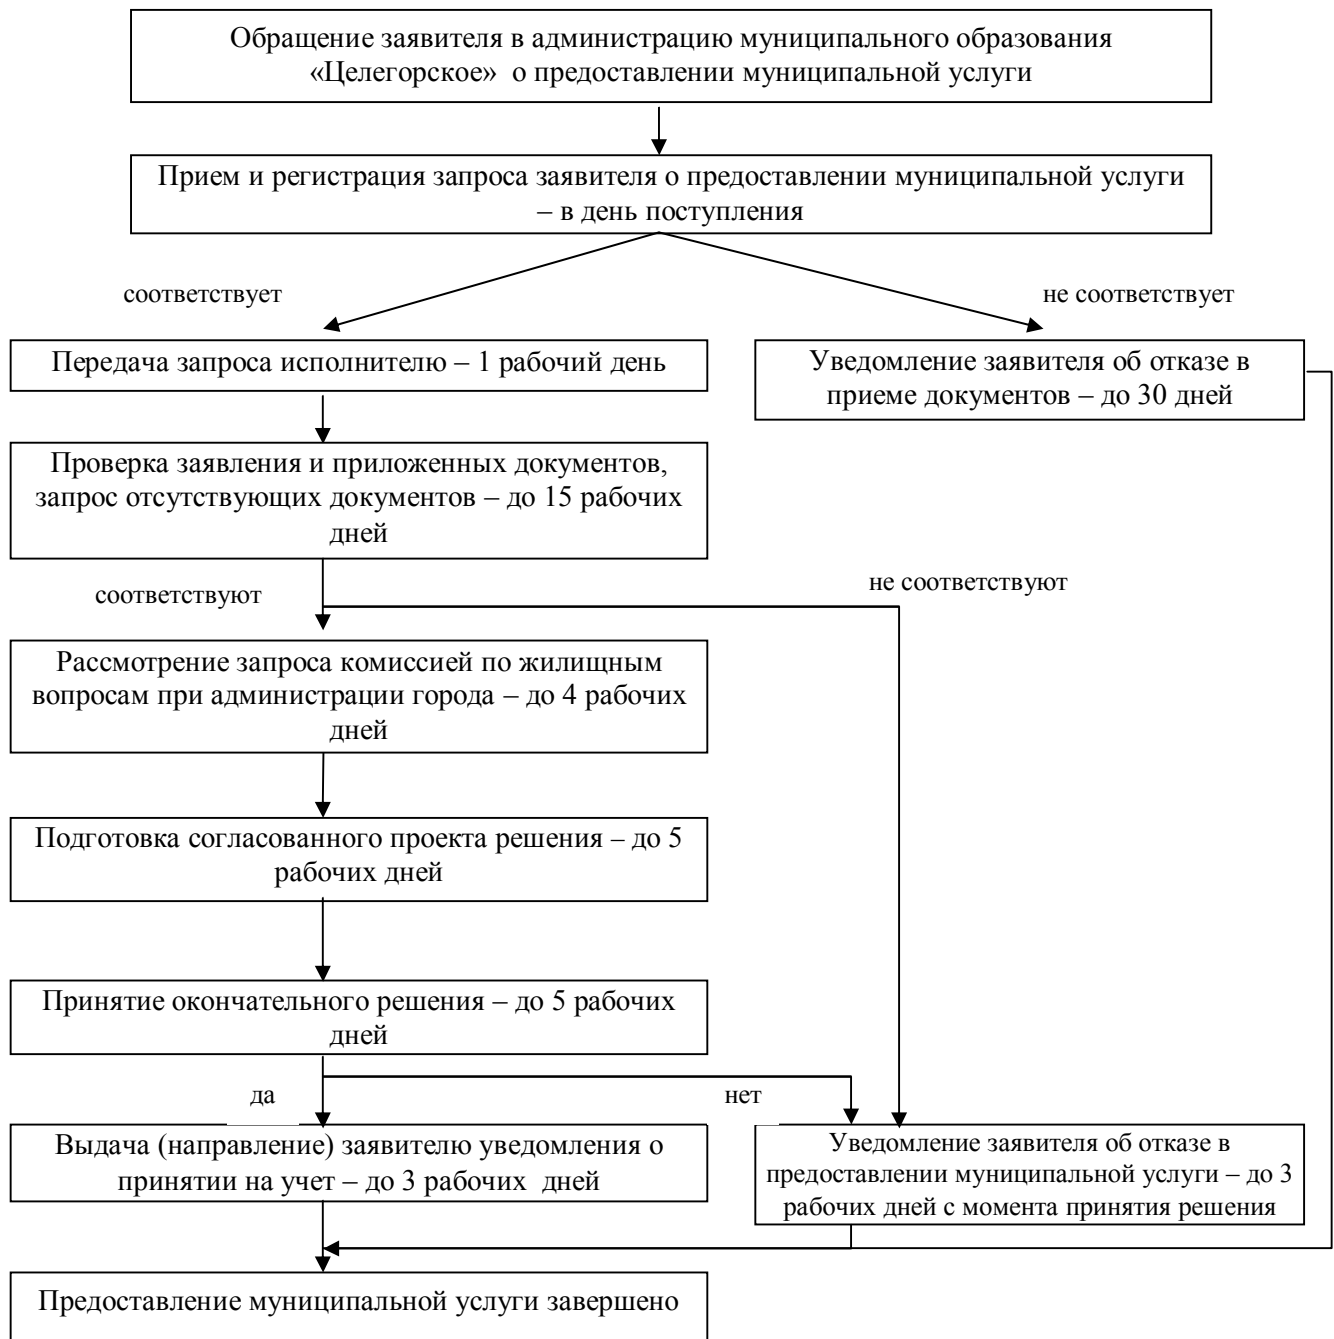 Обращение заявителя в администрацию муниципального образования
«Целегорское» о предоставлении муниципальной услуги
Прием и регистрация запроса заявителя о предоставлении муниципальной услуги
– в день поступления
соответствует
не соответствует
Передача запроса исполнителю – 1 рабочий день
Уведомление заявителя об отказе в
приеме документов – до 30 дней
Проверка заявления и приложенных документов,
запрос отсутствующих документов – до 15 рабочих
дней
соответствуют
не соответствуют
Рассмотрение запроса комиссией по жилищным
вопросам при администрации города – до 4 рабочих
дней
Подготовка согласованного проекта решения – до 5
рабочих дней
Принятие окончательного решения – до 5 рабочих
дней
да
нет
Выдача (направление) заявителю уведомления о
принятии на учет – до 3 рабочих дней
Уведомление заявителя об отказе в
предоставлении муниципальной услуги – до 3
рабочих дней с момента принятия решения
Предоставление муниципальной услуги завершено